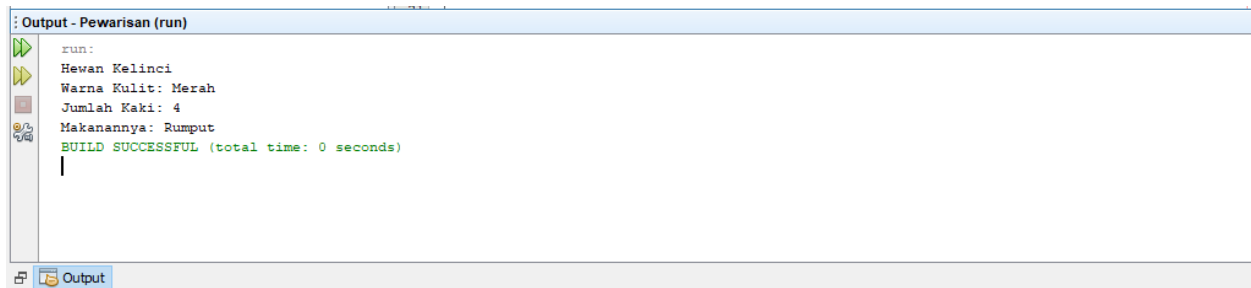 Output - Pewarisan (run)
run:
Hewan Kelinci
Warna Kulit: Merah
Jumlah Kaki: 4
Makanannya: Rumput
BUILD SUCCESSFUL (total time: 0 seconds)
Output